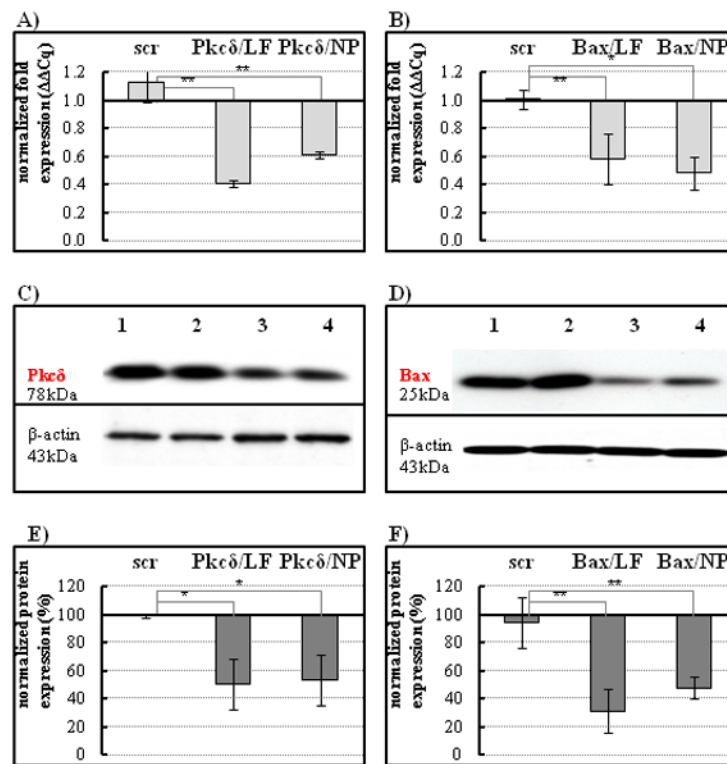 A)
scr Pkcδ/LF Pkcδ/NP
normalized fold
expression (ΔΔCq)
1.2
1.0
0.8
0.6
0.4
0.2
0.0
**
**
B)
scr Bax/LF Bax/NP
normalized fold
expression (ΔΔCq)
1.2
1.0
0.8
0.6
0.4
0.2
0.0
*
**
C)
1 2 3 4
Pkcδ
78kDa
β-actin
43kDa
D)
1 2 3 4
Bax
25kDa
β-actin
43kDa
E)
scr Pkcδ/LF Pkcδ/NP
normalized protein
expression (%)
120
100
80
60
40
20
0
*
*
F)
scr Bax/LF Bax/NP
normalized protein
expression (%)
120
100
80
60
40
20
0
**
**